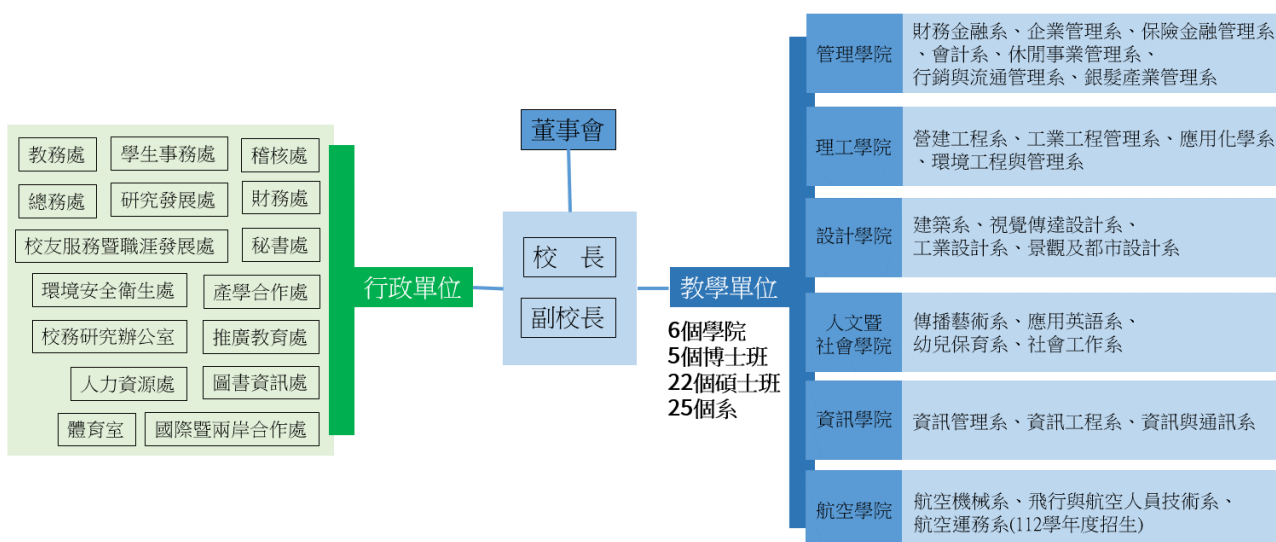 董事會
校　長
副校長
行政單位
教務處
學生事務處
稽核處
總務處
研究發展處
財務處
校友服務暨職涯發展處
秘書處
環境安全衛生處
產學合作處
校務研究辦公室
推廣教育處
人力資源處
圖書資訊處
體育室
國際暨兩岸合作處
教學單位
6個學院
5個博士班
22個碩士班
25個系
管理學院
財務金融系、企業管理系、保險金融管理系
、會計系、休閒事業管理系、
行銷與流通管理系、銀髮產業管理系
理工學院
營建工程系、工業工程管理系、應用化學系
、環境工程與管理系
設計學院
建築系、視覺傳達設計系、
工業設計系、景觀及都市設計系
人文暨
社會學院
傳播藝術系、應用英語系、
幼兒保育系、社會工作系
資訊學院
資訊管理系、資訊工程系、資訊與通訊系
航空學院
航空機械系、飛行與航空人員技術系、
航空運務系(112學年度招生)